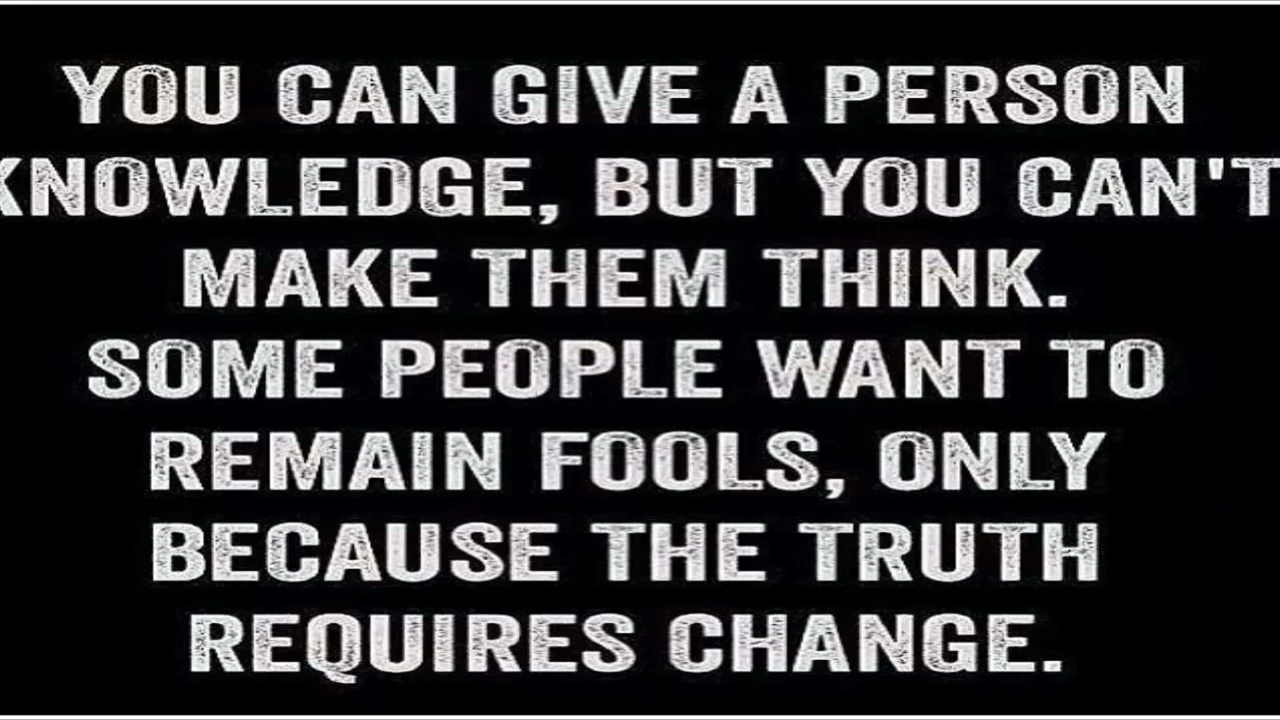 YOU CAN GIVE A PERSON
KNOWLEDGE, BUT YOU CAN'T
MAKE THEM THINK.
SOME PEOPLE WANT TO
REMAIN FOOLS, ONLY
BECAUSE THE TRUTH
REQUIRES CHANGE.